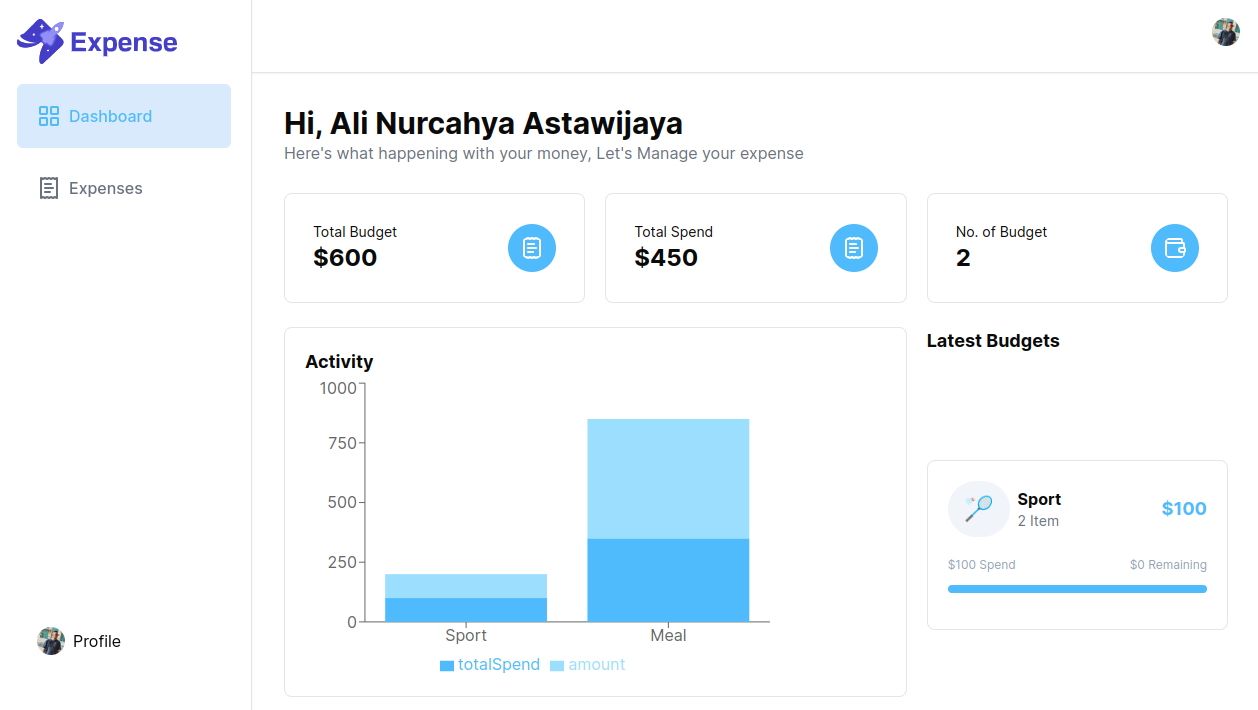 Expense
Dashboard
Expenses
Profile
Hi, Ali Nurcahya Astawijaya
Here's what happening with your money, Let's Manage your expense
Total Budget
$600
Total Spend
$450
No. of Budget
2
Activity
1000
750
500
250
0
Sport Meal
totalSpend amount
Latest Budgets
Sport
2 Item
$100
$100 Spend $0 Remaining